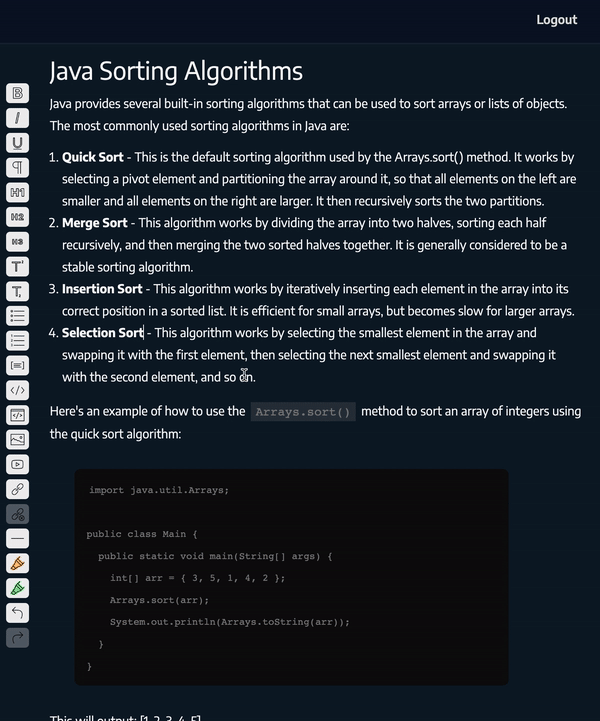 Logout
Java Sorting Algorithms
Java provides several built-in sorting algorithms that can be used to sort arrays or lists of objects.
The most commonly used sorting algorithms in Java are:
1. Quick Sort - This is the default sorting algorithm used by the Arrays.sort() method. It works by
selecting a pivot element and partitioning the array around it, so that all elements on the left are
smaller and all elements on the right are larger. It then recursively sorts the two partitions.
2. Merge Sort - This algorithm works by dividing the array into two halves, sorting each half
recursively, and then merging the two sorted halves together. It is generally considered to be a
stable sorting algorithm.
3. Insertion Sort - This algorithm works by iteratively inserting each element in the array into its
correct position in a sorted list. It is efficient for small arrays, but becomes slow for larger arrays.
4. Selection Sort - This algorithm works by selecting the smallest element in the array and
swapping it with the first element, then selecting the next smallest element and swapping it
with the second element, and so on.
Here's an example of how to use the Arrays.sort() method to sort an array of integers using
the quick sort algorithm:
import java.util.Arrays;
public class Main {
public static void main(String[] args) {
int[] arr = { 3, 5, 1, 4, 2 };
Arrays.sort(arr);
System.out.println(Arrays.toString(arr));
}
}
This will output: [1, 2, 3, 4, 5]
B
I
U
¶
H1
H2
H3
T
T